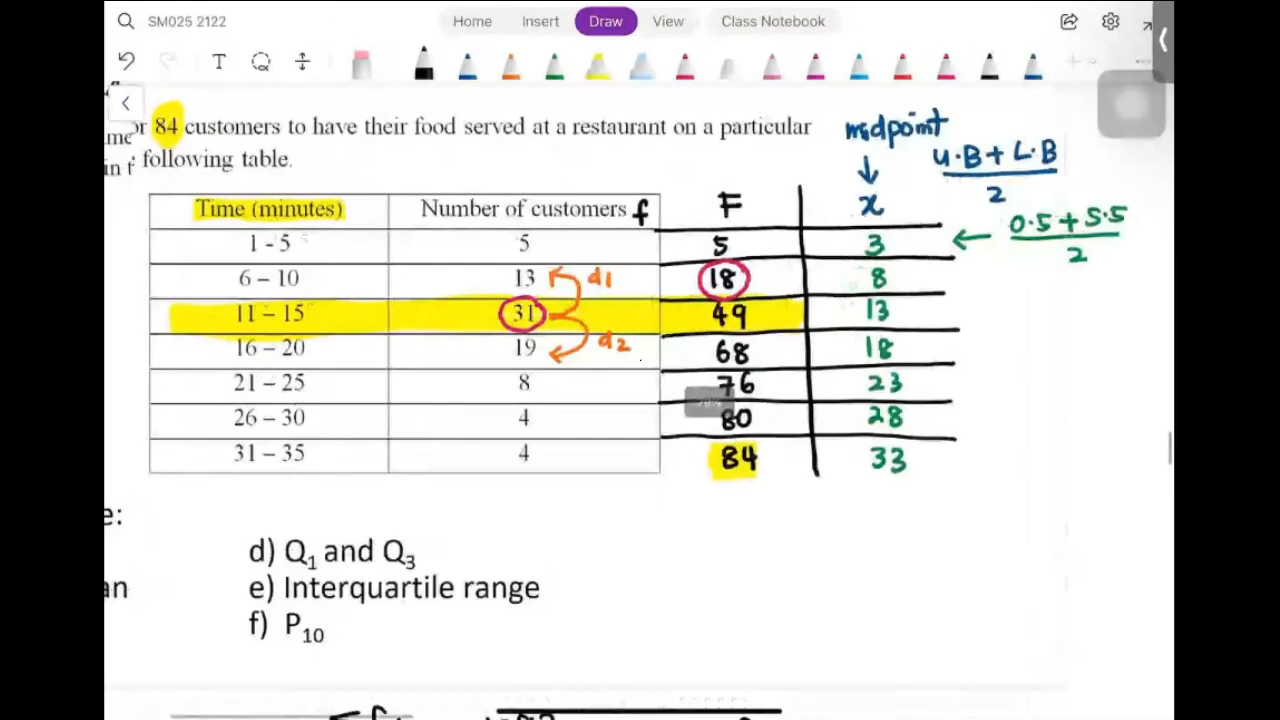 SM025 2122
Home Insert Draw View Class Notebook
or 84 customers to have their food served at a restaurant on a particular
following table.
midpoint
U.B + L.B
2
Time (minutes) Number of customers f F x
0.5 + 5.5
2
1 - 5 5 5 3
6 – 10 13 18 8
d1
11 – 15 31 49 13
16 – 20 19 68 18
d2
21 – 25 8 76 23
26 – 30 4 80 28
31 – 35 4 84 33
e:
d) Q1 and Q3
an e) Interquartile range
f) P10